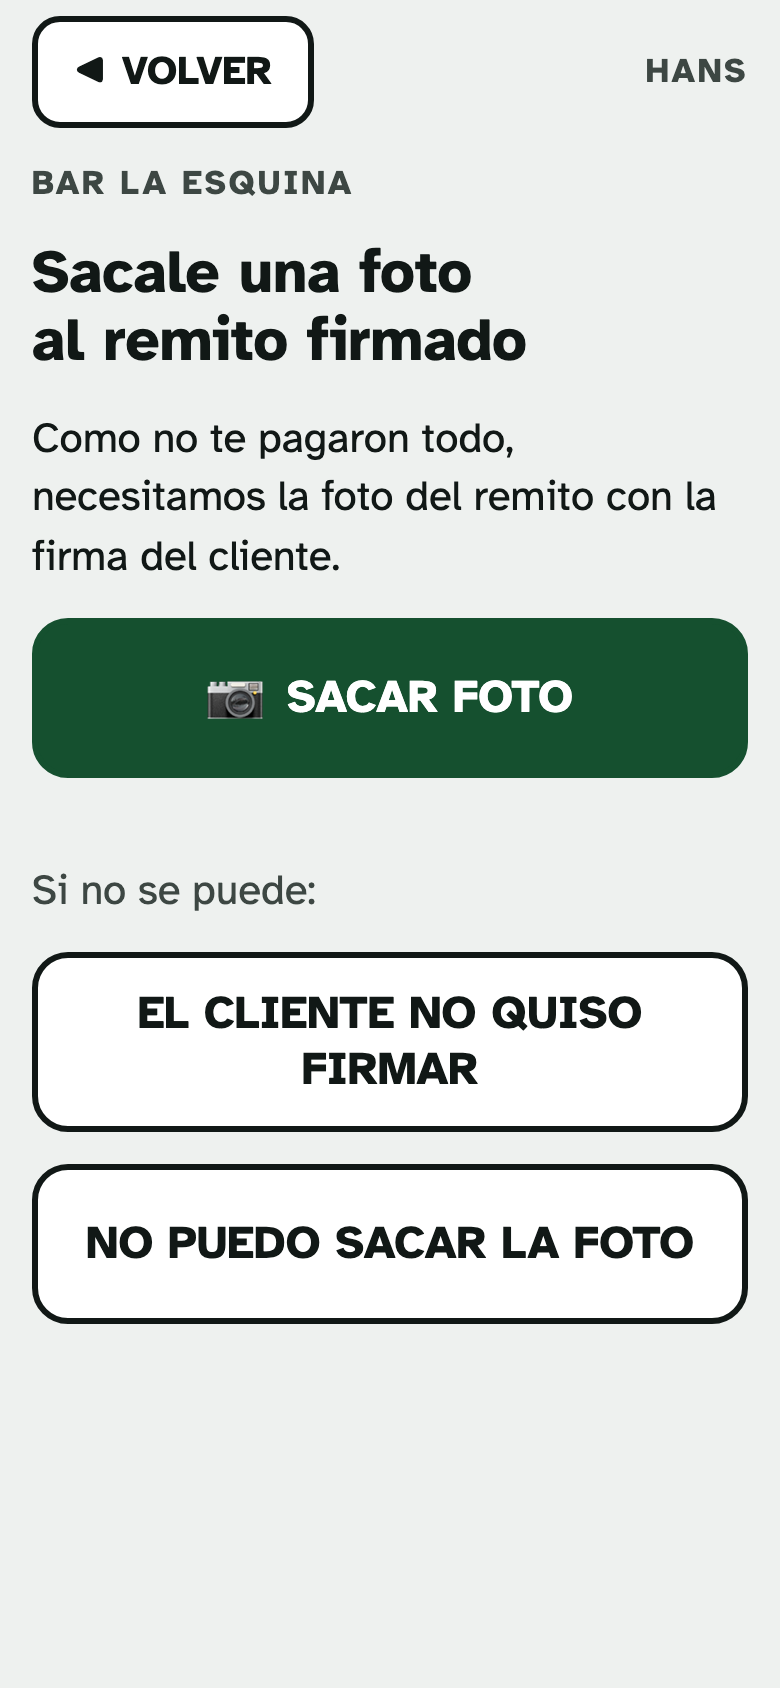 VOLVER
HANS
BAR LA ESQUINA
Sacale una foto
al remito firmado
Como no te pagaron todo,
necesitamos la foto del remito con la
firma del cliente.
SACAR FOTO
Si no se puede:
EL CLIENTE NO QUISO
FIRMAR
NO PUEDO SACAR LA FOTO